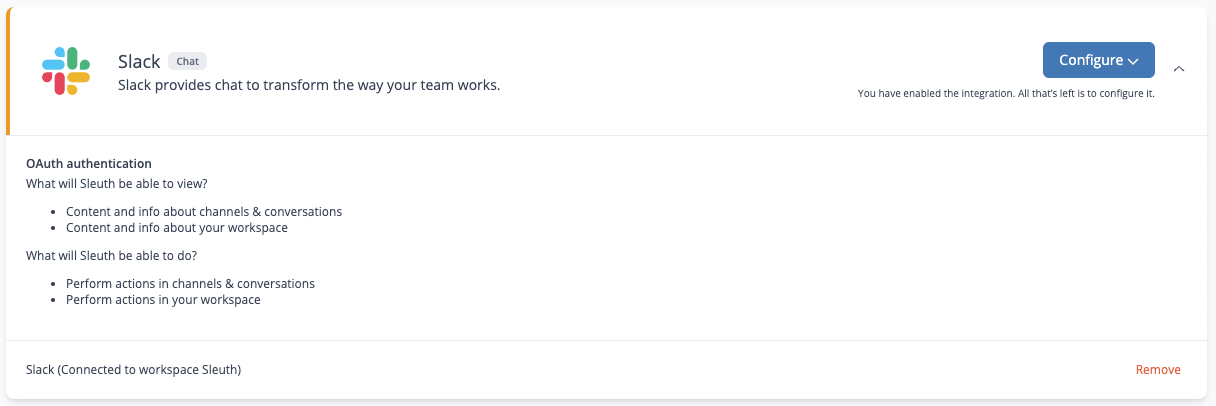 Slack Chat
Slack provides chat to transform the way your team works.
Configure
You have enabled the integration. All that's left is to configure it.
OAuth authentication
What will Sleuth be able to view?
• Content and info about channels & conversations
• Content and info about your workspace
What will Sleuth be able to do?
• Perform actions in channels & conversations
• Perform actions in your workspace
Slack (Connected to workspace Sleuth)
Remove